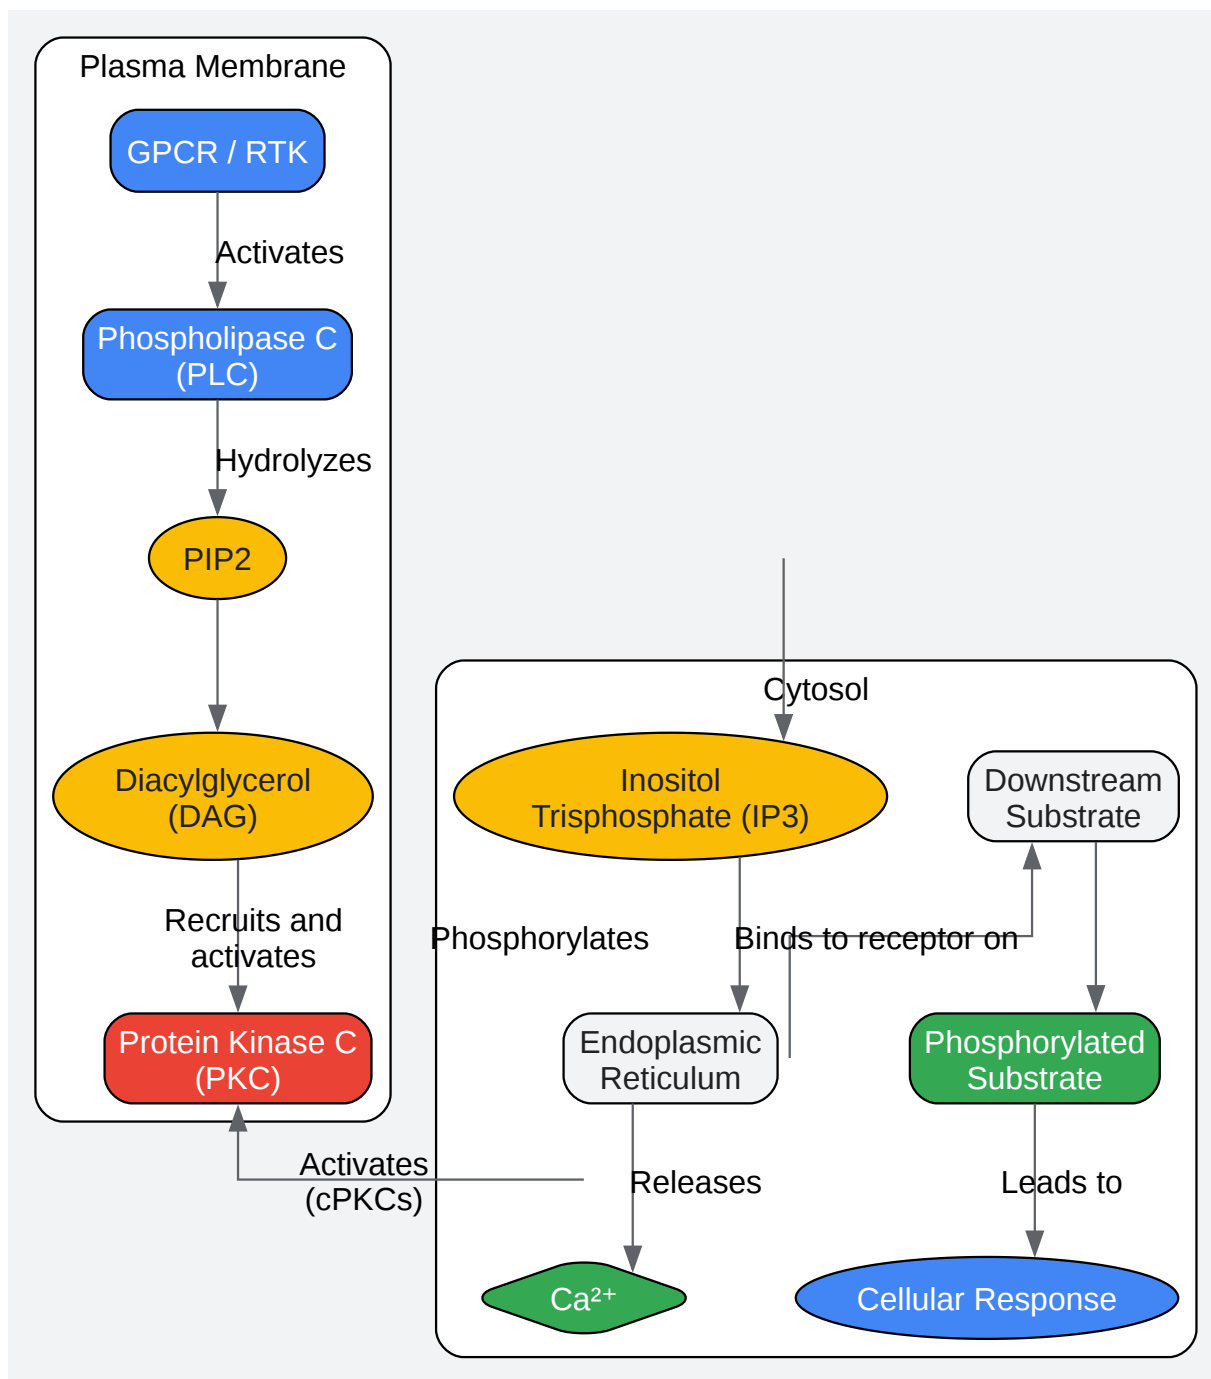 Plasma Membrane
GPCR / RTK
Activates
Phospholipase C
(PLC)
Hydrolyzes
PIP2
Diacylglycerol
(DAG)
Recruits and
activates
Protein Kinase C
(PKC)
Activates
(cPKCs)
Cytosol
Inositol
Trisphosphate (IP3)
Downstream
Substrate
Phosphorylates
Binds to receptor on
Endoplasmic
Reticulum
Phosphorylated
Substrate
Releases
Leads to
Ca²⁺
Cellular Response